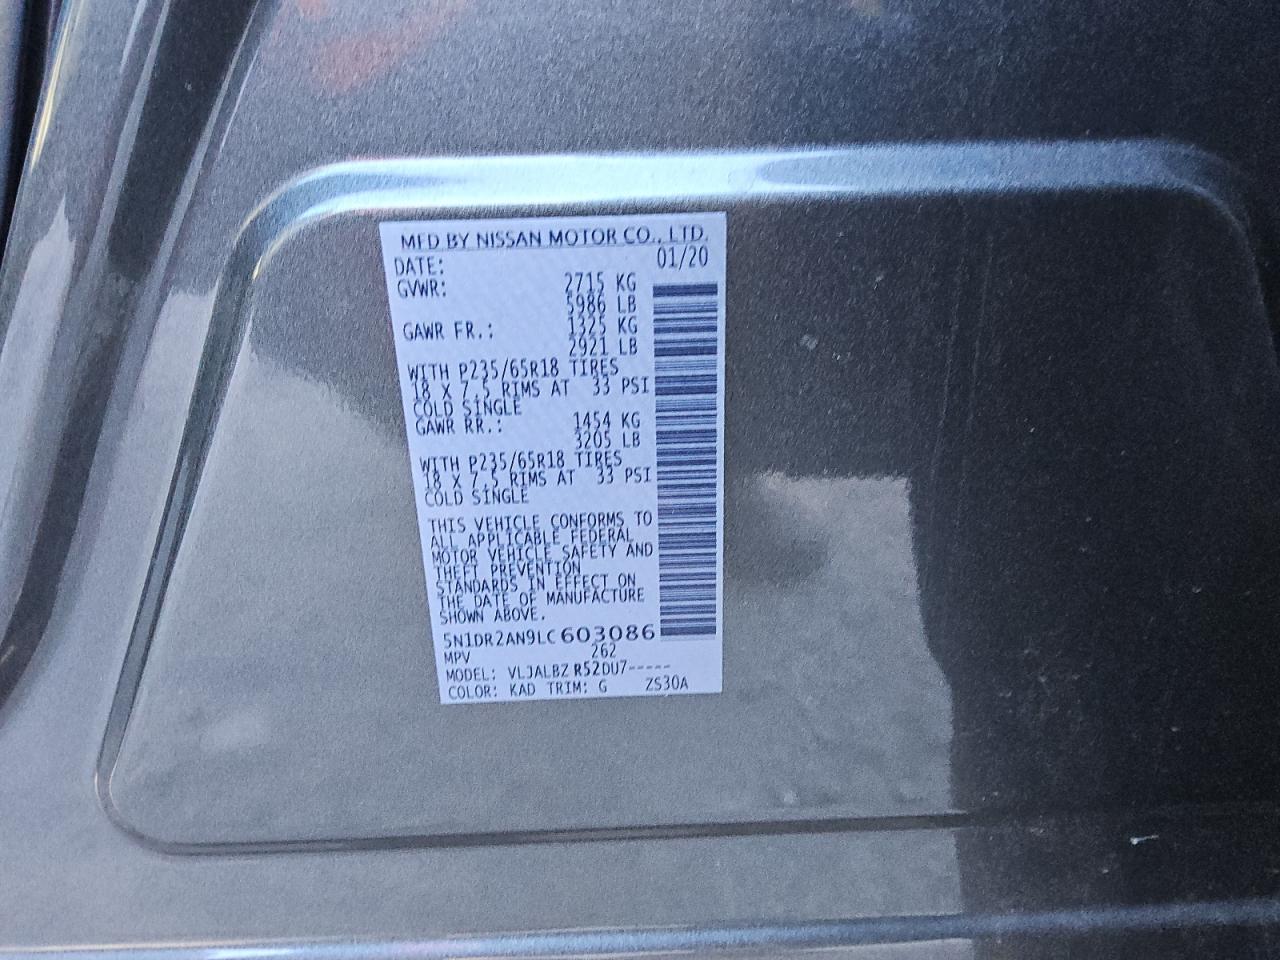 MFD BY NISSAN MOTOR CO., LTD.
DATE: 01/20
GVWR: 2715 KG
5986 LB
GAWR FR.: 1325 KG
2921 LB
WITH P235/65R18 TIRES
18 X 7.5 RIMS AT 33 PSI
COLD SINGLE
GAWR RR.: 1454 KG
3205 LB
WITH P235/65R18 TIRES
18 X 7.5 RIMS AT 33 PSI
COLD SINGLE
THIS VEHICLE CONFORMS TO
ALL APPLICABLE FEDERAL
MOTOR VEHICLE SAFETY AND
THEFT PREVENTION
STANDARDS IN EFFECT ON
THE DATE OF MANUFACTURE
SHOWN ABOVE.
5N1DR2AN9LC603086
MPV 262
MODEL: VLJALBZ R52DU7-----
COLOR: KAD TRIM: G ZS30A